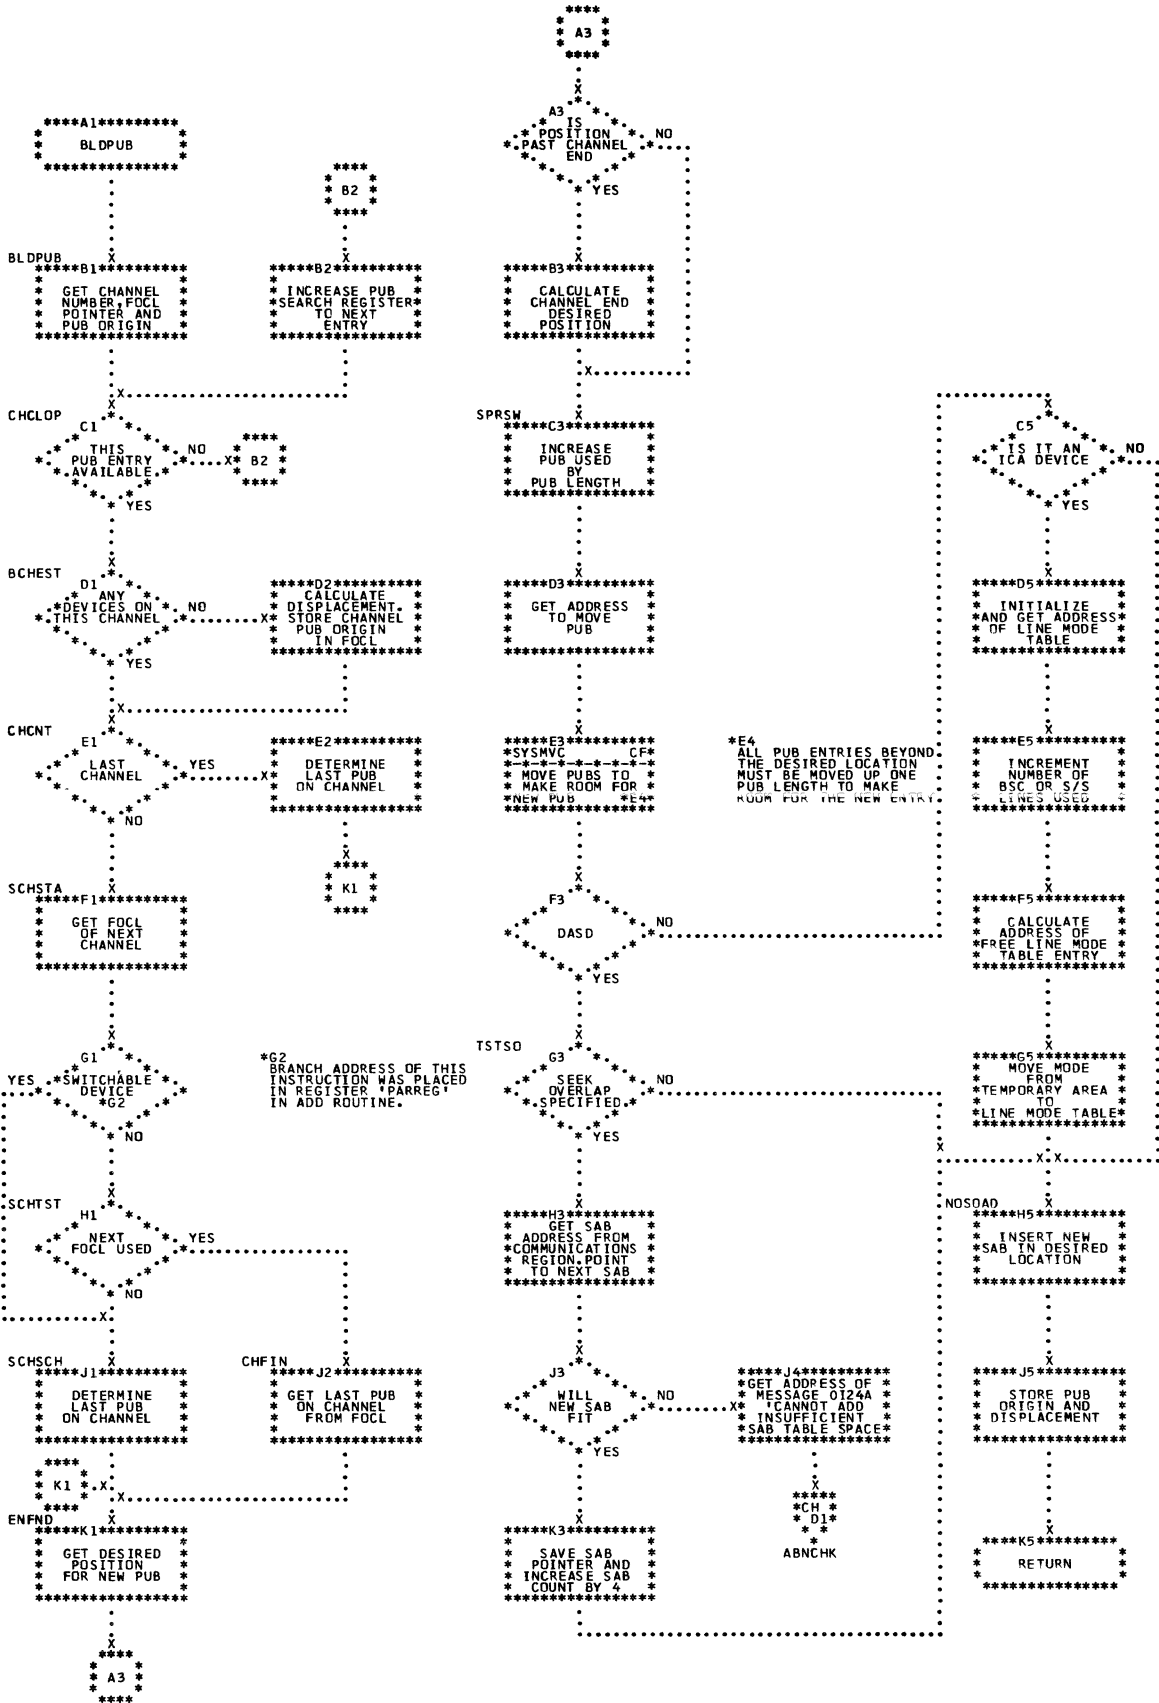 A1
BLDPUB
BLDPUB
B1
GET CHANNEL
NUMBER,FOCL
POINTER AND
PUB ORIGIN
B2
B2
INCREASE PUB
SEARCH REGISTER
TO NEXT
ENTRY
CHCLOP
C1
THIS
PUB ENTRY
AVAILABLE
NO
B2
YES
BCHEST
D1
ANY
DEVICES ON
THIS CHANNEL
NO
YES
D2
CALCULATE
DISPLACEMENT.
STORE CHANNEL
PUB ORIGIN
IN FOCL
CHCNT
E1
LAST
CHANNEL
YES
NO
E2
DETERMINE
LAST PUB
ON CHANNEL
K1
SCHSTA
F1
GET FOCL
OF NEXT
CHANNEL
G1
YES
SWITCHABLE
DEVICE
*G2
NO
*G2
BRANCH ADDRESS OF THIS
INSTRUCTION WAS PLACED
IN REGISTER 'PARREG'
IN ADD ROUTINE.
SCHTST
H1
NEXT
FOCL USED
YES
NO
SCHSCH
J1
DETERMINE
LAST PUB
ON CHANNEL
CHFIN
J2
GET LAST PUB
ON CHANNEL
FROM FOCL
K1
ENFND
K1
GET DESIRED
POSITION
FOR NEW PUB
A3
A3
A3
IS
POSITION
PAST CHANNEL
END
NO
YES
B3
CALCULATE
CHANNEL END
DESIRED
POSITION
SPRSW
C3
INCREASE
PUB USED
BY
PUB LENGTH
D3
GET ADDRESS
TO MOVE
PUB
E3
SYSMVC CF
MOVE PUBS TO
MAKE ROOM FOR
NEW PUB *E4
*E4
ALL PUB ENTRIES BEYOND
THE DESIRED LOCATION
MUST BE MOVED UP ONE
PUB LENGTH TO MAKE
ROOM FOR THE NEW ENTRY.
F3
DASD
NO
YES
TSTSO
G3
SEEK
OVERLAP
SPECIFIED
NO
YES
H3
GET SAB
ADDRESS FROM
COMMUNICATIONS
REGION.POINT
TO NEXT SAB
J3
WILL
NEW SAB
FIT
NO
YES
J4
GET ADDRESS OF
MESSAGE 0I24A
'CANNOT ADD
INSUFFICIENT
SAB TABLE SPACE
CH
D1
ABNCHK
K3
SAVE SAB
POINTER AND
INCREASE SAB
COUNT BY 4
C5
IS IT AN
ICA DEVICE
NO
YES
D5
INITIALIZE
AND GET ADDRESS
OF LINE MODE
TABLE
E5
INCREMENT
NUMBER OF
BSC OR S/S
LINES USED
F5
CALCULATE
ADDRESS OF
FREE LINE MODE
TABLE ENTRY
G5
MOVE MODE
FROM
TEMPORARY AREA
TO
LINE MODE TABLE
NOSOAD
H5
INSERT NEW
SAB IN DESIRED
LOCATION
J5
STORE PUB
ORIGIN AND
DISPLACEMENT
K5
RETURN